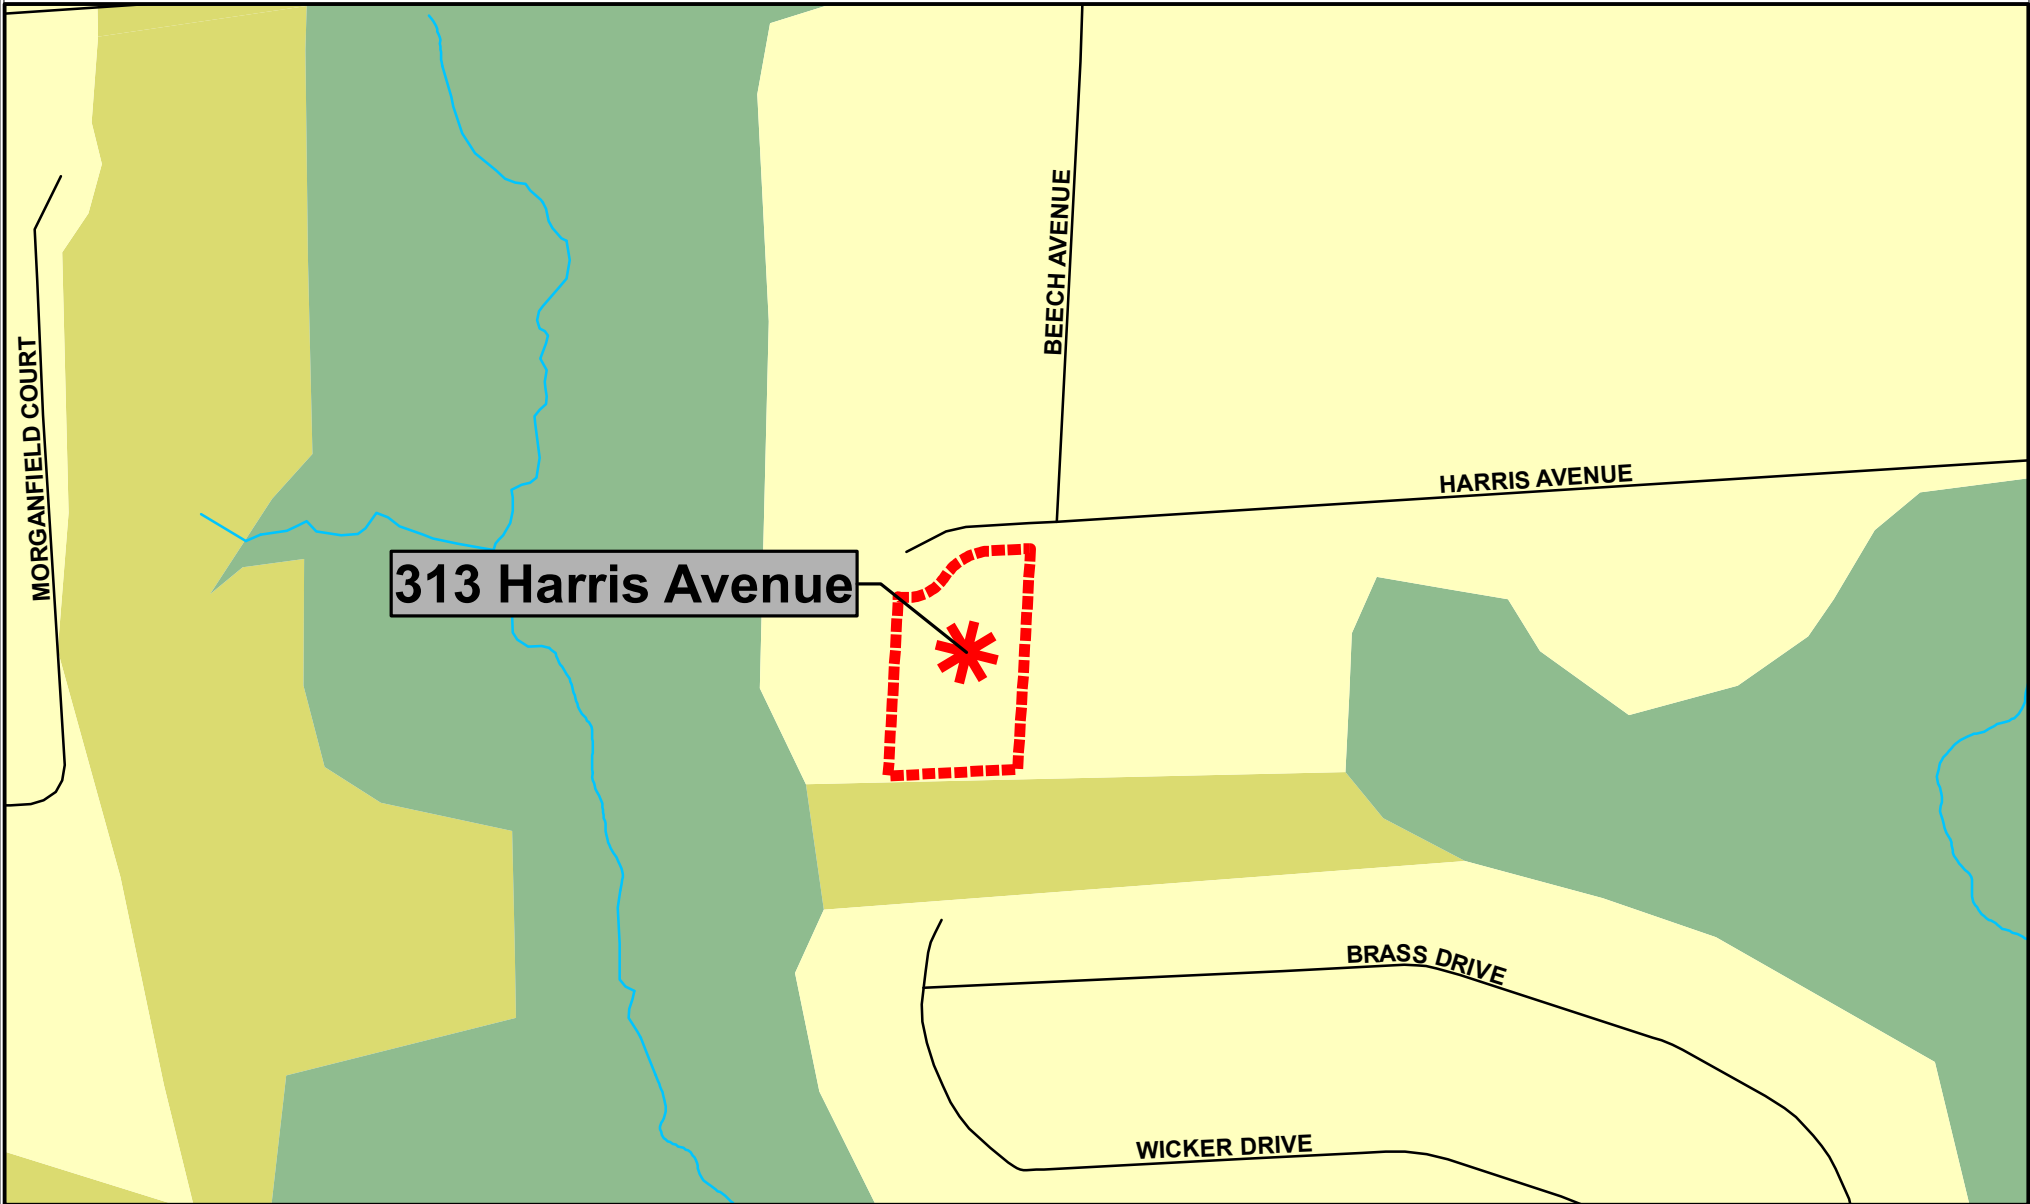 BEECH AVENUE
MORGANFIELD COURT
HARRIS AVENUE
313 Harris Avenue
BRASS DRIVE
WICKER DRIVE